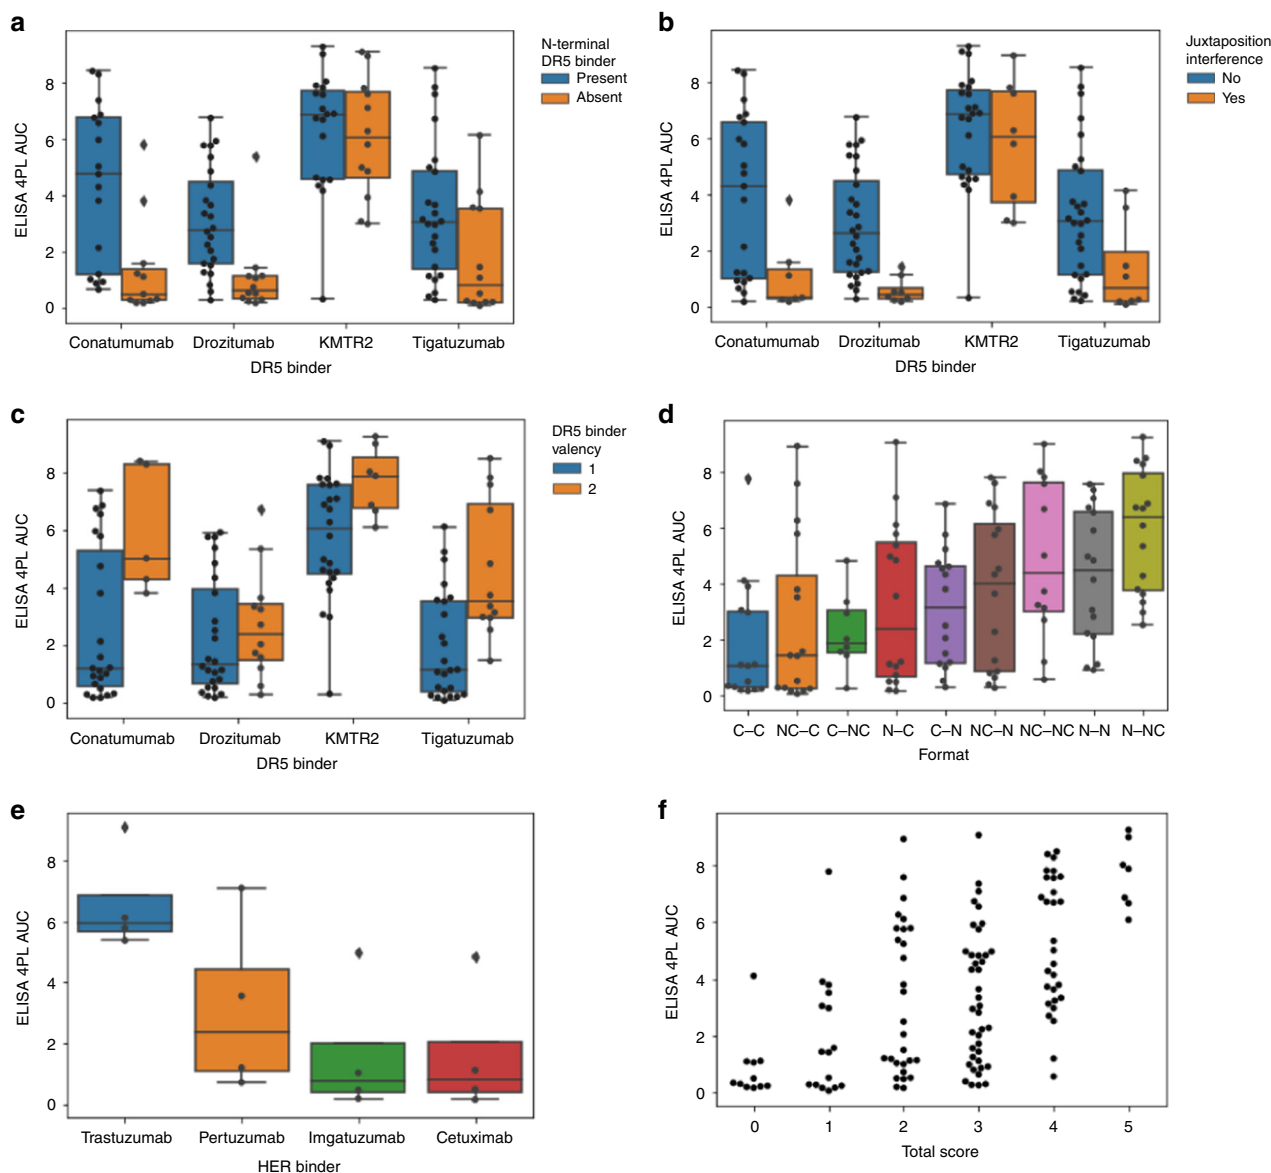 a
N-terminal
DR5 binder
Present
Absent
ELISA 4PL AUC
8
6
4
2
0
Conatumumab Drozitumab KMTR2 Tigatuzumab
DR5 binder
b
Juxtaposition
interference
No
Yes
ELISA 4PL AUC
8
6
4
2
0
Conatumumab Drozitumab KMTR2 Tigatuzumab
DR5 binder
c
DR5 binder
valency
1
2
ELISA 4PL AUC
8
6
4
2
0
Conatumumab Drozitumab KMTR2 Tigatuzumab
DR5 binder
d
ELISA 4PL AUC
8
6
4
2
0
C–C NC–C C–NC N–C C–N NC–N NC–NC N–N N–NC
Format
e
ELISA 4PL AUC
8
6
4
2
0
Trastuzumab Pertuzumab Imgatuzumab Cetuximab
HER binder
f
ELISA 4PL AUC
8
6
4
2
0
0 1 2 3 4 5
Total score